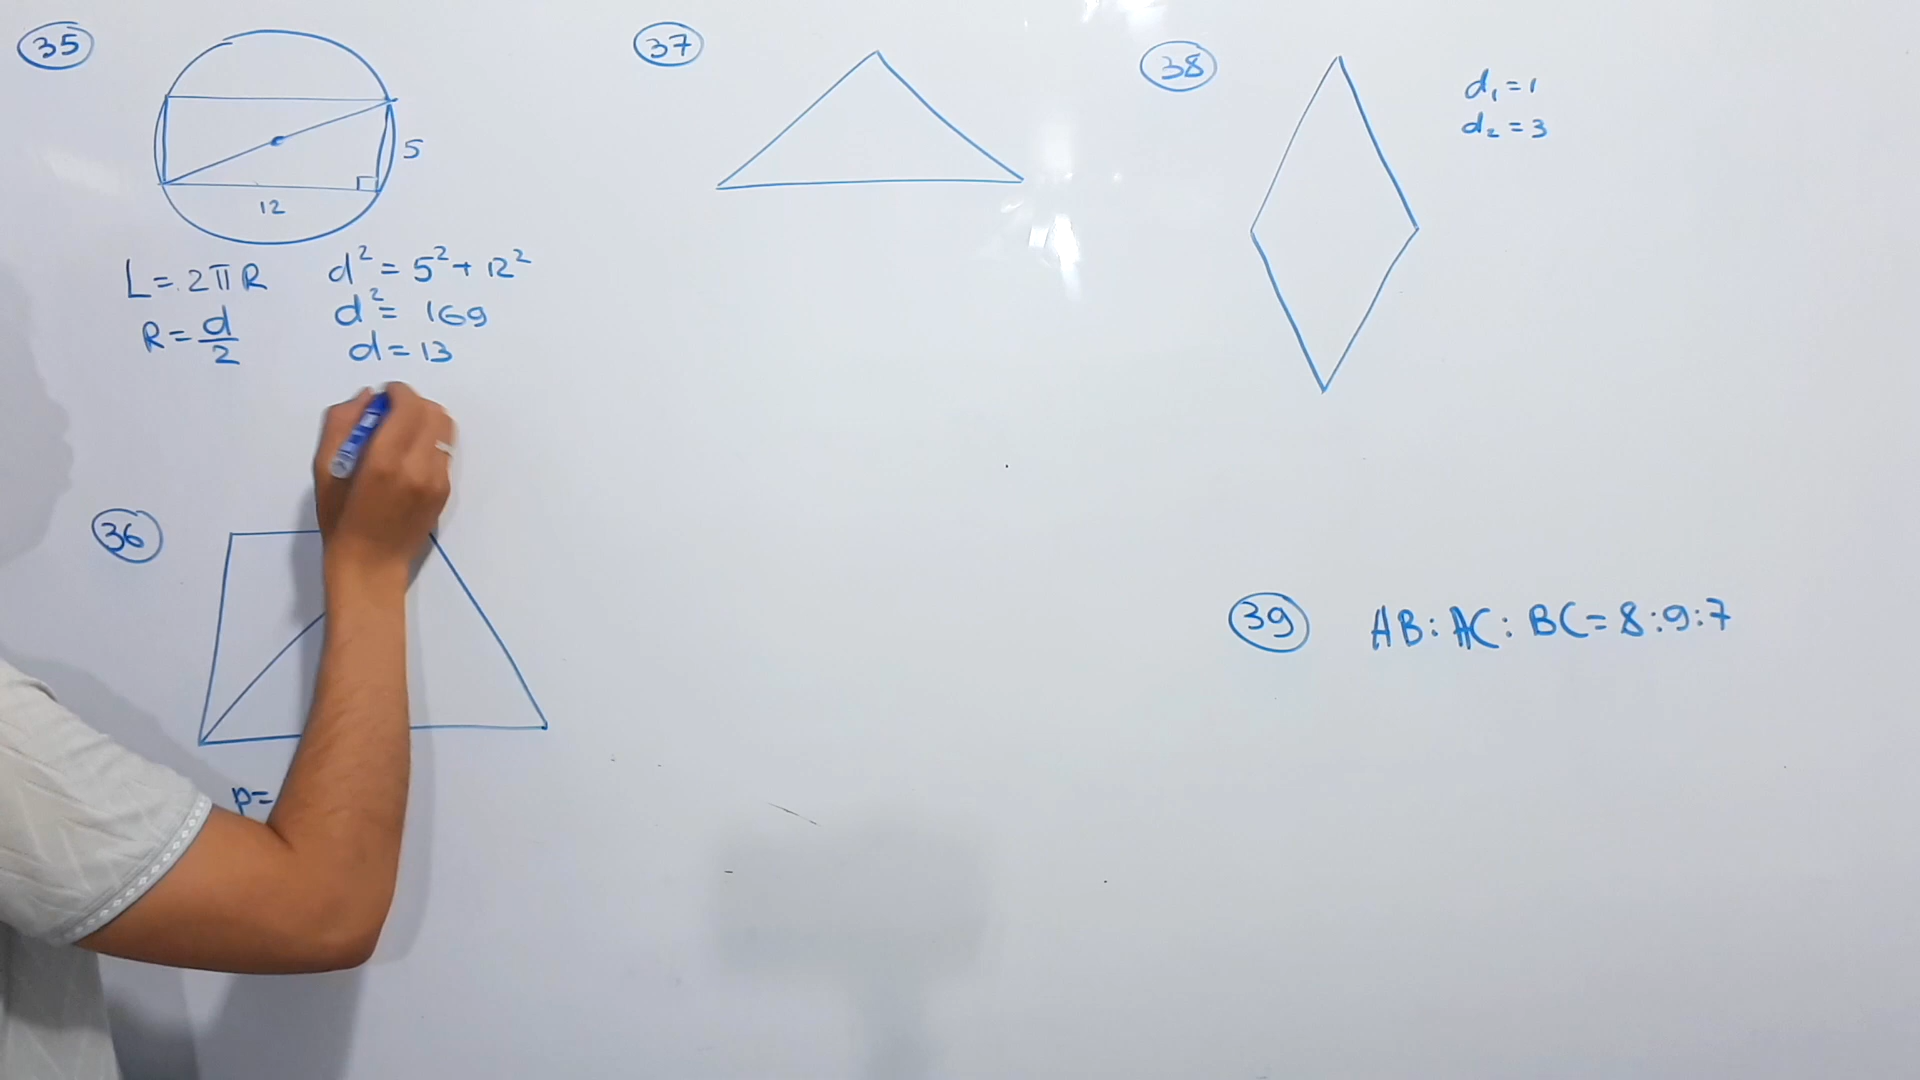 35
5
12
L = 2πR
R = d/2
d² = 5² + 12²
d² = 169
d = 13
36
p=
37
38
d₁ = 1
d₂ = 3
39 AB : AC : BC = 8 : 9 : 7